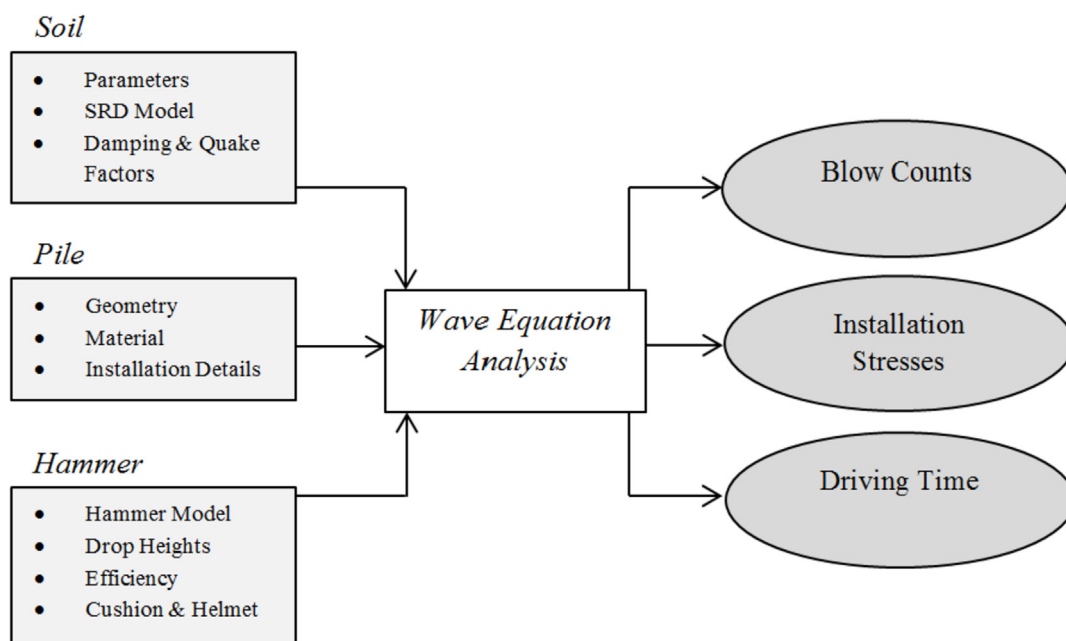 Soil
• Parameters
• SRD Model
• Damping & Quake
Factors
Pile
• Geometry
• Material
• Installation Details
Hammer
• Hammer Model
• Drop Heights
• Efficiency
• Cushion & Helmet
Wave Equation
Analysis
Blow Counts
Installation
Stresses
Driving Time